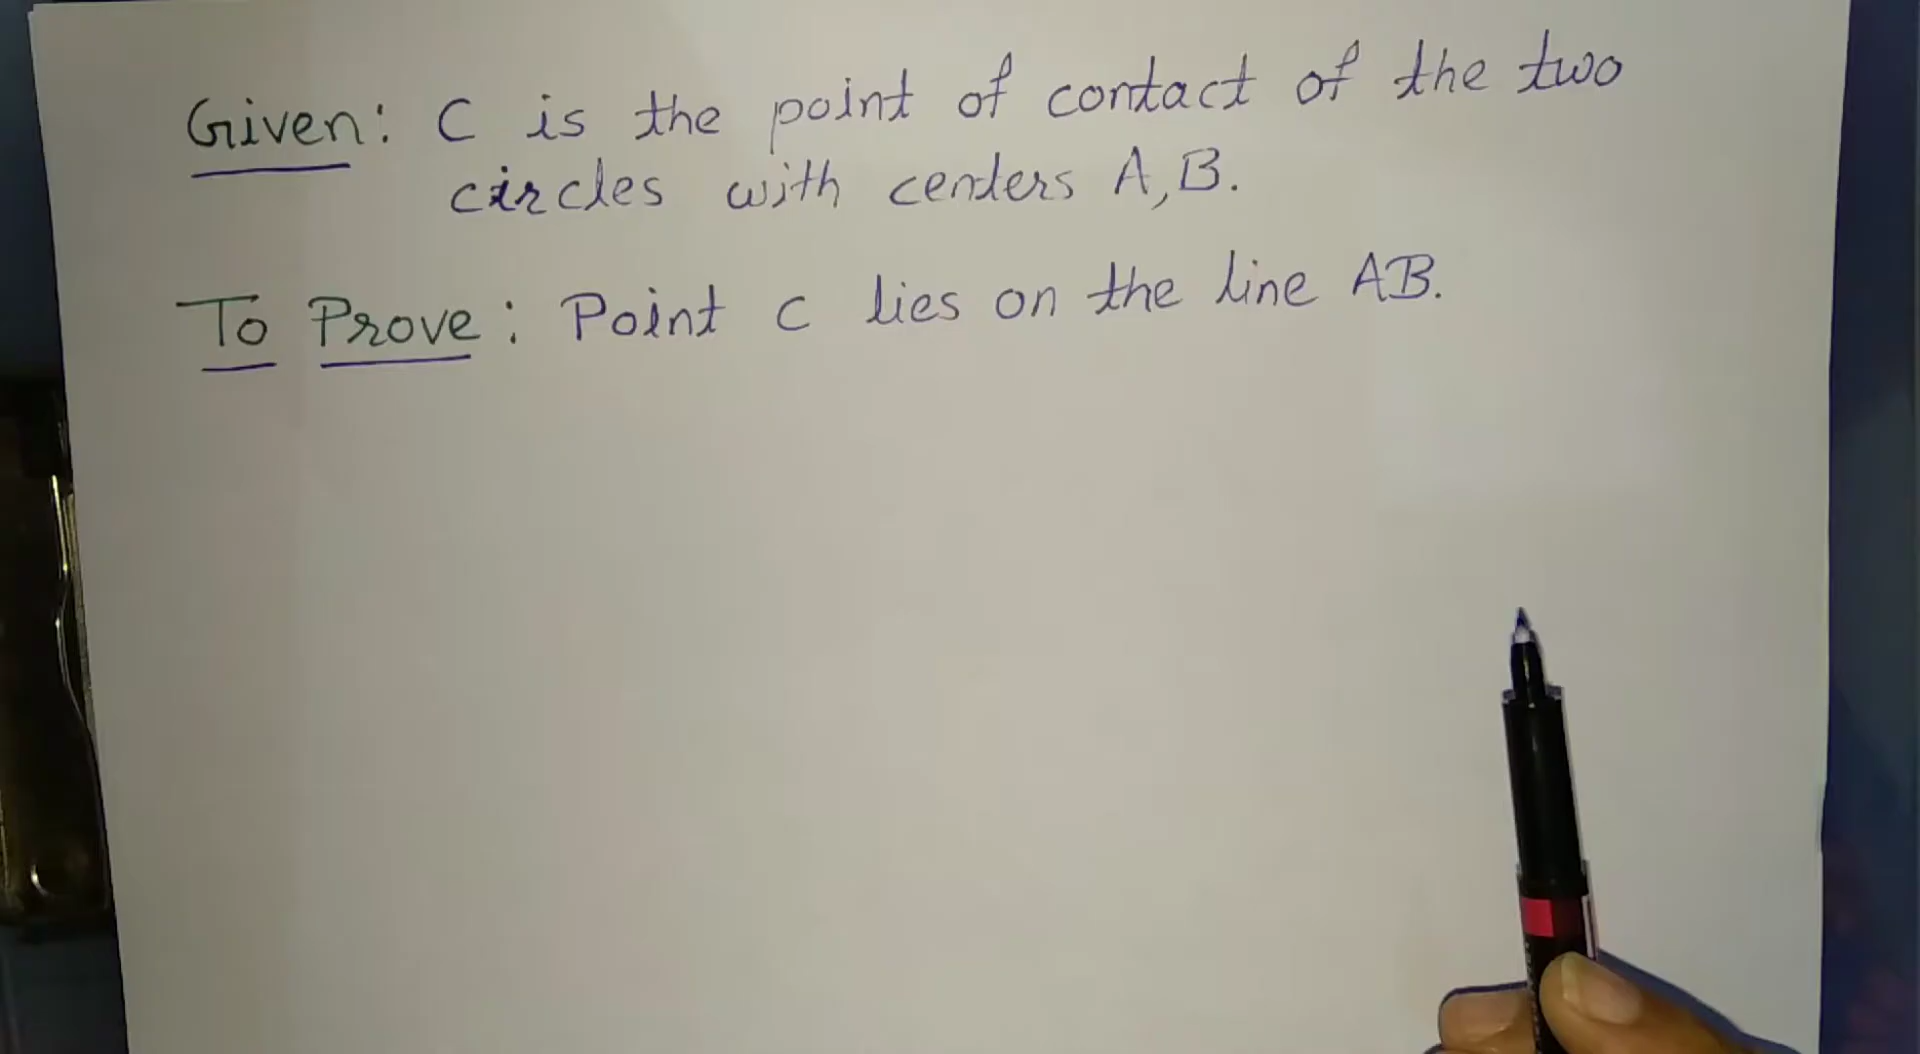 Given: C is the point of contact of the two
circles with centers A, B.
To Prove: Point C lies on the line AB.